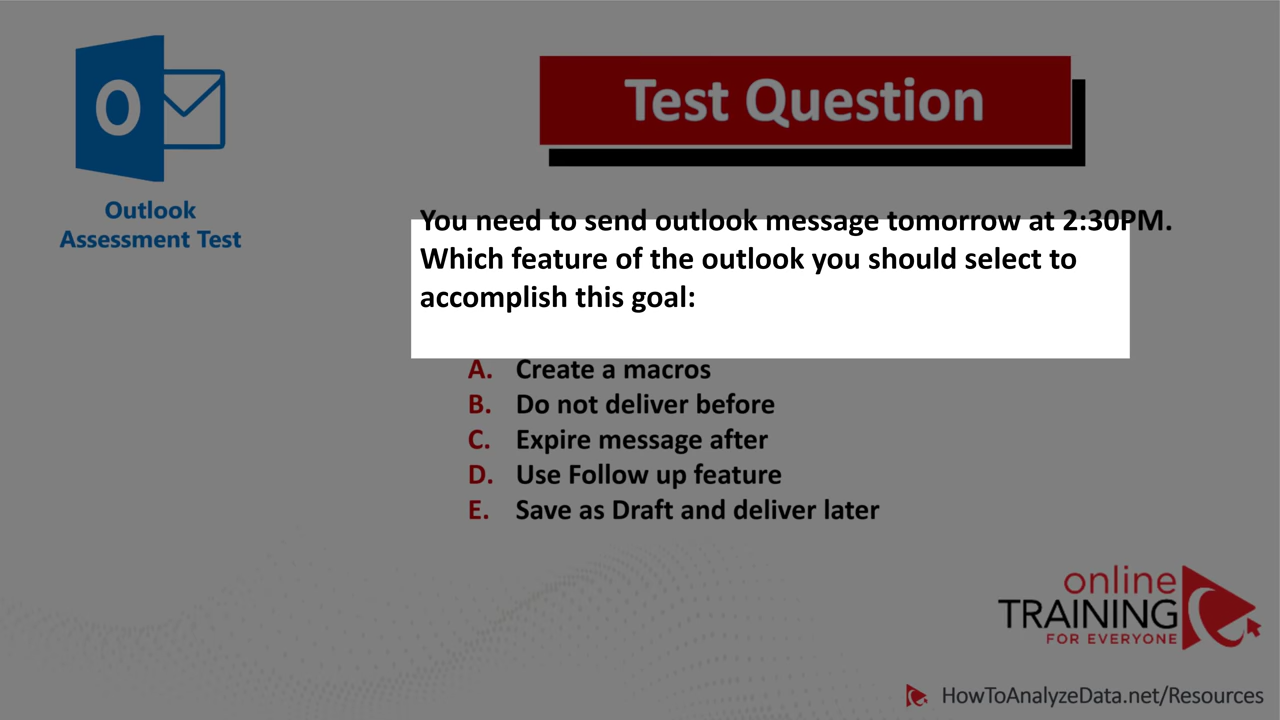 Test Question
O
Outlook
Assessment Test
You need to send outlook message tomorrow at 2:30PM.
Which feature of the outlook you should select to
accomplish this goal:
A. Create a macros
B. Do not deliver before
C. Expire message after
D. Use Follow up feature
E. Save as Draft and deliver later
online
TRAINING
FOR EVERYONE
HowToAnalyzeData.net/Resources